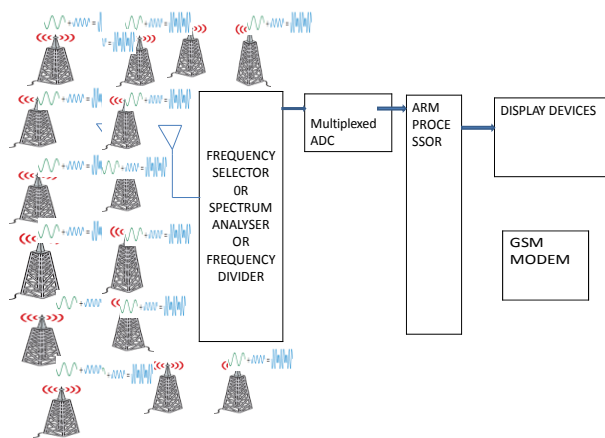 FREQUENCY
SELECTOR
0R
SPECTRUM
ANALYSER
OR
FREQUENCY
DIVIDER
Multiplexed
ADC
ARM
PROCE
SSOR
DISPLAY DEVICES
GSM
MODEM